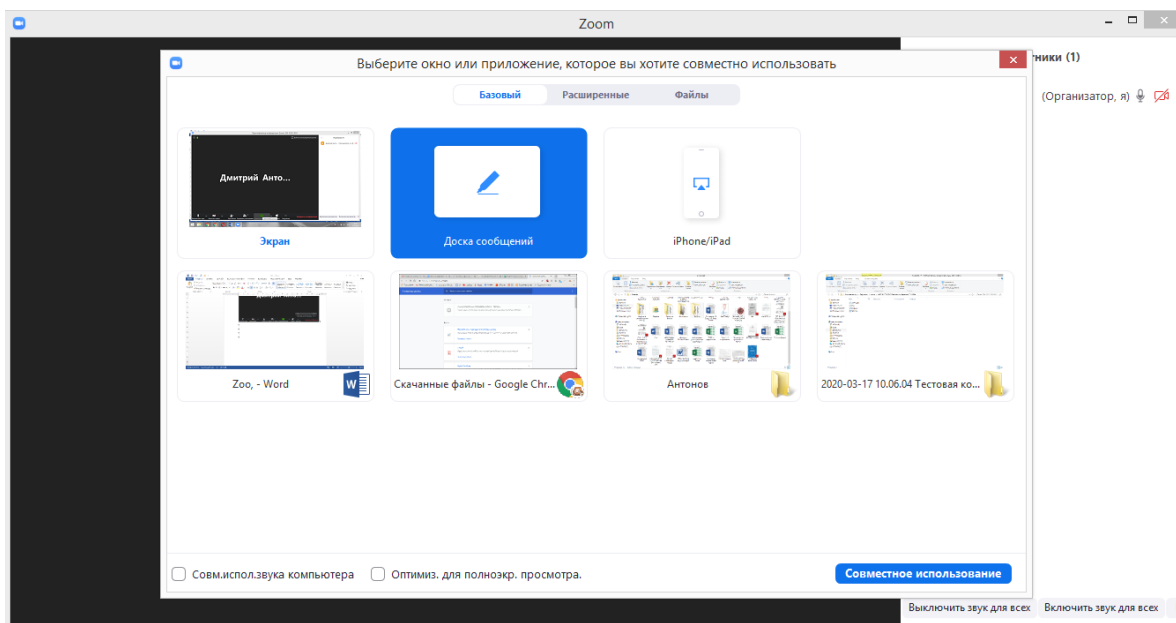 Zoom
Выберите окно или приложение, которое вы хотите совместно использовать
ники (1)
Базовый Расширенные Файлы
(Организатор, я)
Дмитрий Анто...
Экран
Доска сообщений
iPhone/iPad
Zoo, - Word
Скачанные файлы - Google Chr...
Антонов
2020-03-17 10.06.04 Тестовая ко...
Совм.испол.звука компьютера
Оптимиз. для полноэкр. просмотра.
Совместное использование
Выключить звук для всех Включить звук для всех